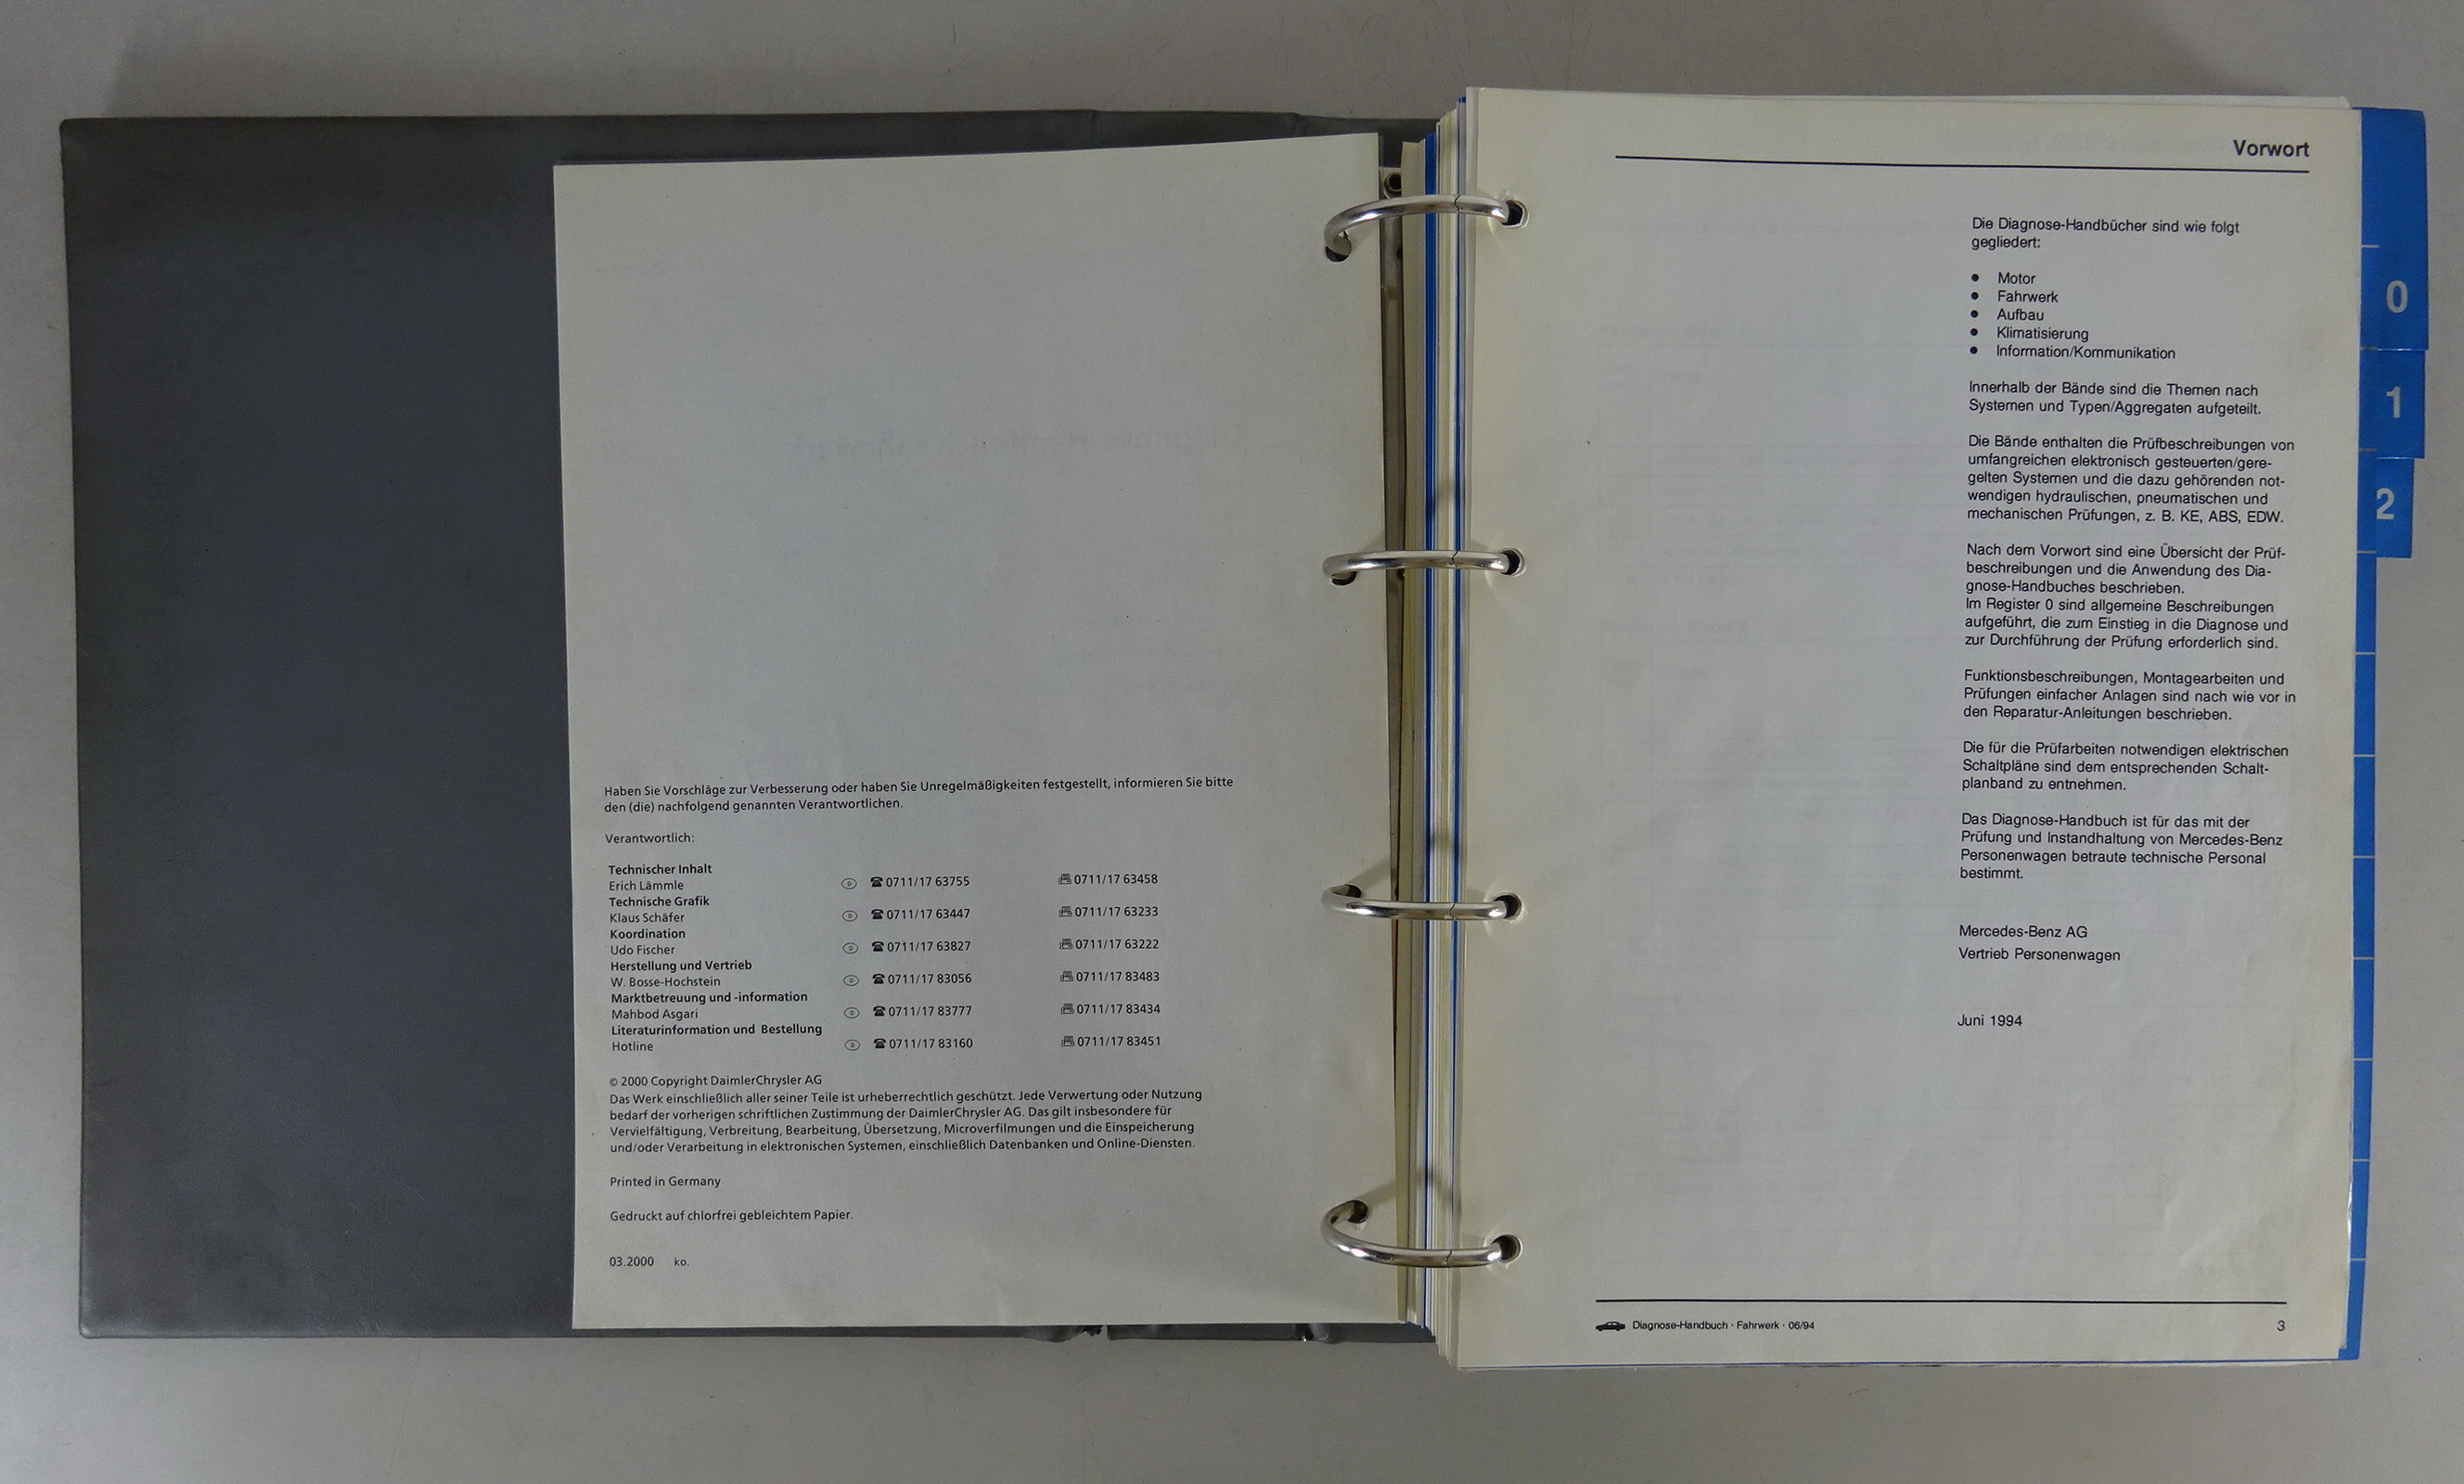 Haben Sie Vorschläge zur Verbesserung oder haben Sie Unregelmäßigkeiten festgestellt, informieren Sie bitte
den (die) nachfolgend genannten Verantwortlichen.
Verantwortlich:
Technischer Inhalt
Erich Lämmle D ☎ 0711/17 63755 0711/17 63458
Technische Grafik
Klaus Schäfer D ☎ 0711/17 63447 0711/17 63233
Koordination
Udo Fischer D ☎ 0711/17 63827 0711/17 63222
Herstellung und Vertrieb
W. Bosse-Hochstein D ☎ 0711/17 83056 0711/17 83483
Marktbetreuung und -information
Mahbod Asgari D ☎ 0711/17 83777 0711/17 83434
Literaturinformation und Bestellung
Hotline D ☎ 0711/17 83160 0711/17 83451
© 2000 Copyright DaimlerChrysler AG
Das Werk einschließlich aller seiner Teile ist urheberrechtlich geschützt. Jede Verwertung oder Nutzung
bedarf der vorherigen schriftlichen Zustimmung der DaimlerChrysler AG. Das gilt insbesondere für
Vervielfältigung, Verbreitung, Bearbeitung, Übersetzung, Microverfilmungen und die Einspeicherung
und/oder Verarbeitung in elektronischen Systemen, einschließlich Datenbanken und Online-Diensten.
Printed in Germany
Gedruckt auf chlorfrei gebleichtem Papier.
03.2000 ko.
Vorwort
Die Diagnose-Handbücher sind wie folgt
gegliedert:
● Motor
● Fahrwerk
● Aufbau
● Klimatisierung
● Information/Kommunikation
Innerhalb der Bände sind die Themen nach
Systemen und Typen/Aggregaten aufgeteilt.
Die Bände enthalten die Prüfbeschreibungen von
umfangreichen elektronisch gesteuerten/gere-
gelten Systemen und die dazu gehörenden not-
wendigen hydraulischen, pneumatischen und
mechanischen Prüfungen, z. B. KE, ABS, EDW.
Nach dem Vorwort sind eine Übersicht der Prüf-
beschreibungen und die Anwendung des Dia-
gnose-Handbuches beschrieben.
Im Register 0 sind allgemeine Beschreibungen
aufgeführt, die zum Einstieg in die Diagnose und
zur Durchführung der Prüfung erforderlich sind.
Funktionsbeschreibungen, Montagearbeiten und
Prüfungen einfacher Anlagen sind nach wie vor in
den Reparatur-Anleitungen beschrieben.
Die für die Prüfarbeiten notwendigen elektrischen
Schaltpläne sind dem entsprechenden Schalt-
planband zu entnehmen.
Das Diagnose-Handbuch ist für das mit der
Prüfung und Instandhaltung von Mercedes-Benz
Personenwagen betraute technische Personal
bestimmt.
Mercedes-Benz AG
Vertrieb Personenwagen
Juni 1994
Diagnose-Handbuch · Fahrwerk · 06/94 3
0
1
2